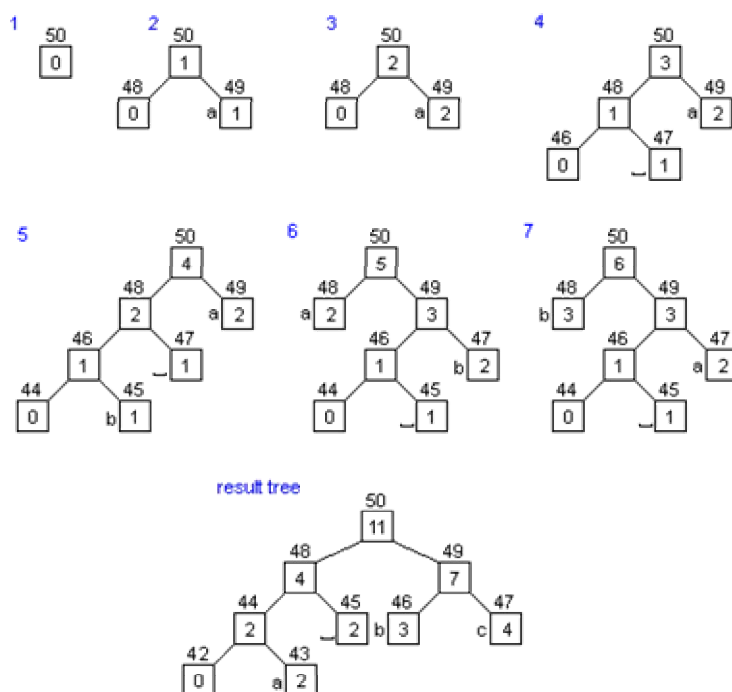 1 2 3 4
50 50 50 50
0 1 2 3
48 49 48 49 48 49
0 a 1 0 a 2 1 a 2
46 47
0 ⎵ 1
5 6 7
50 50 50
4 5 6
48 49 48 49 48 49
2 a 2 a 2 3 b 3 3
46 47 46 47 46 47
1 ⎵ 1 1 b 2 1 a 2
44 45 44 45 44 45
0 b 1 0 ⎵ 1 0 ⎵ 1
result tree
50
11
48 49
4 7
44 45 46 47
2 ⎵ 2 b 3 c 4
42 43
0 a 2